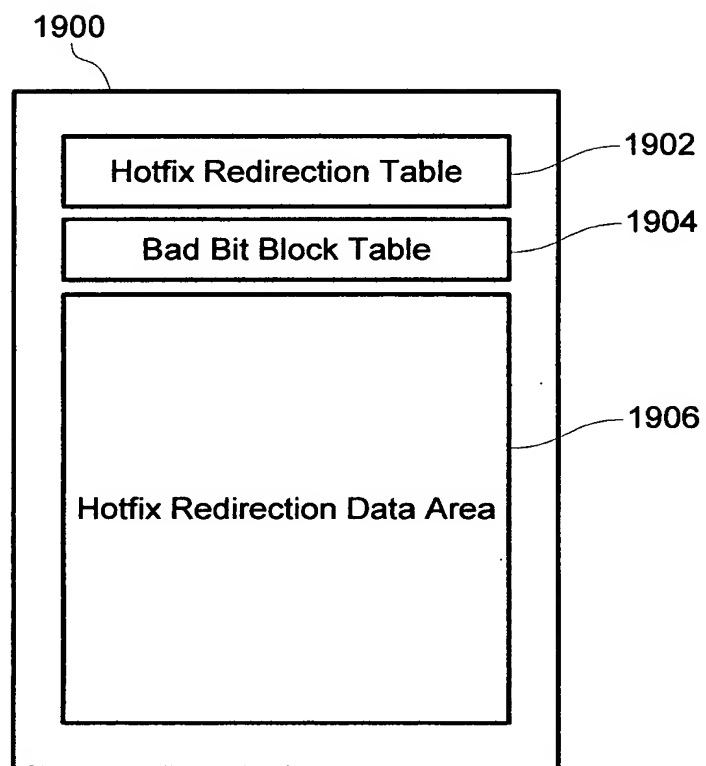 1900
Hotfix Redirection Table
1902
Bad Bit Block Table
1904
1906
Hotfix Redirection Data Area